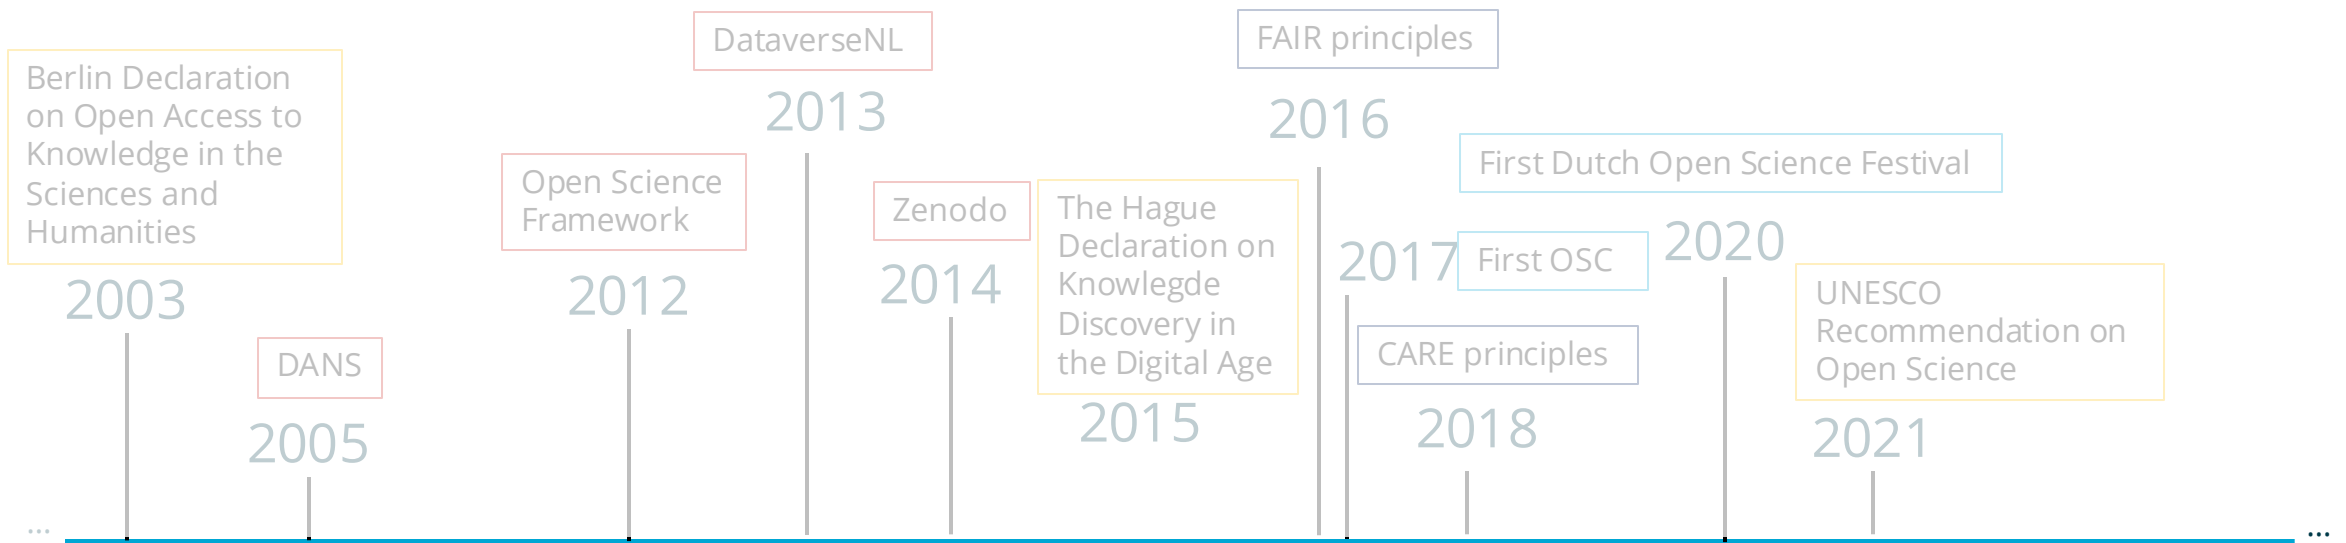 Berlin Declaration
on Open Access to
Knowledge in the
Sciences and
Humanities
2003
DANS
2005
Open Science
Framework
2012
DataverseNL
2013
Zenodo
2014
The Hague
Declaration on
Knowlegde
Discovery in
the Digital Age
2015
FAIR principles
2016
2017
First OSC
CARE principles
2018
First Dutch Open Science Festival
2020
UNESCO
Recommendation on
Open Science
2021
...
...